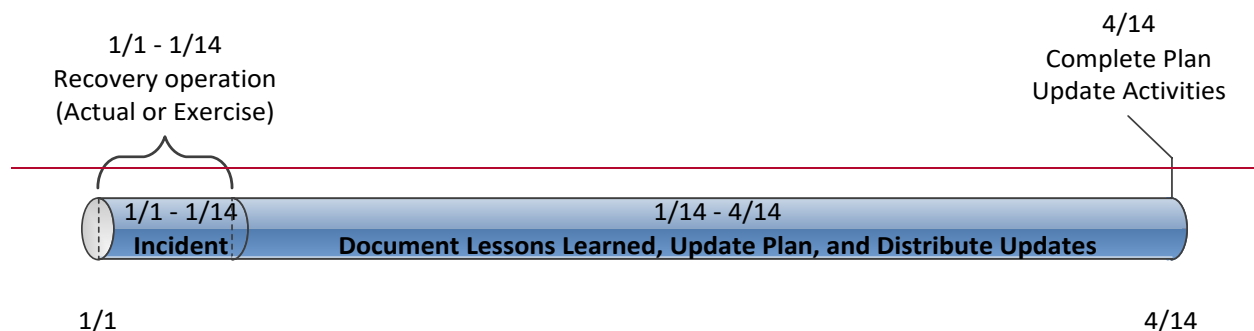 1/1 - 1/14
Recovery operation
(Actual or Exercise)
4/14
Complete Plan
Update Activities
1/1 - 1/14
Incident
1/14 - 4/14
Document Lessons Learned, Update Plan, and Distribute Updates
1/1
4/14